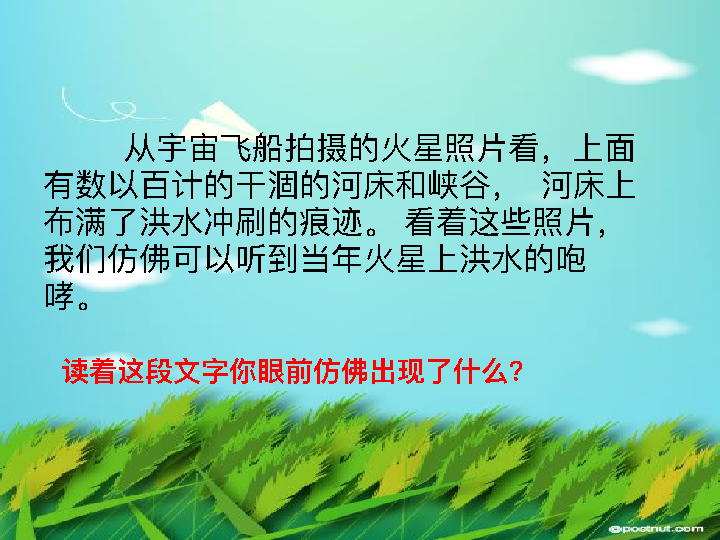 从宇宙飞船拍摄的火星照片看，上面
有数以百计的干涸的河床和峡谷， 河床上
布满了洪水冲刷的痕迹。 看着这些照片，
我们仿佛可以听到当年火星上洪水的咆
哮。
读着这段文字你眼前仿佛出现了什么?
@pootnut.com